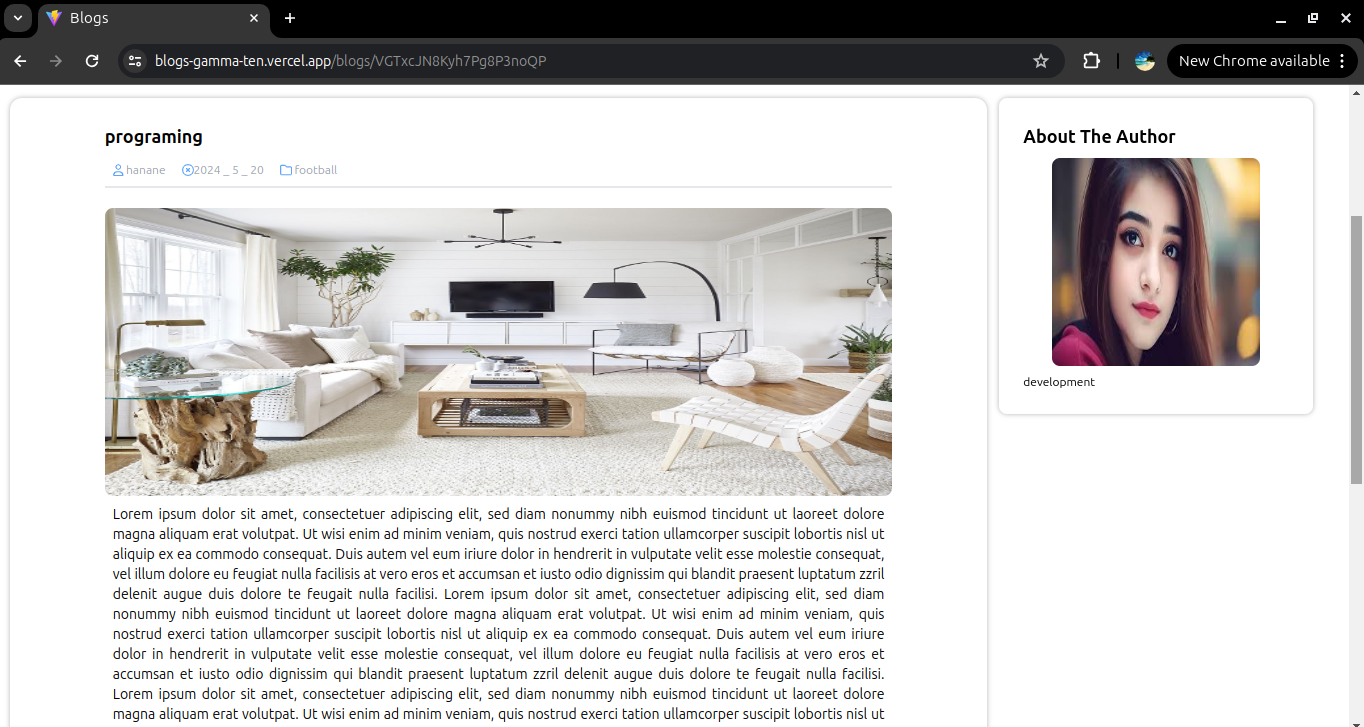 Blogs
blogs-gamma-ten.vercel.app/blogs/VGTxcJN8Kyh7Pg8P3noQP
New Chrome available
programing
hanane 2024 _ 5 _ 20 football
Lorem ipsum dolor sit amet, consectetuer adipiscing elit, sed diam nonummy nibh euismod tincidunt ut laoreet dolore
magna aliquam erat volutpat. Ut wisi enim ad minim veniam, quis nostrud exerci tation ullamcorper suscipit lobortis nisl ut
aliquip ex ea commodo consequat. Duis autem vel eum iriure dolor in hendrerit in vulputate velit esse molestie consequat,
vel illum dolore eu feugiat nulla facilisis at vero eros et accumsan et iusto odio dignissim qui blandit praesent luptatum zzril
delenit augue duis dolore te feugait nulla facilisi. Lorem ipsum dolor sit amet, consectetuer adipiscing elit, sed diam
nonummy nibh euismod tincidunt ut laoreet dolore magna aliquam erat volutpat. Ut wisi enim ad minim veniam, quis
nostrud exerci tation ullamcorper suscipit lobortis nisl ut aliquip ex ea commodo consequat. Duis autem vel eum iriure
dolor in hendrerit in vulputate velit esse molestie consequat, vel illum dolore eu feugiat nulla facilisis at vero eros et
accumsan et iusto odio dignissim qui blandit praesent luptatum zzril delenit augue duis dolore te feugait nulla facilisi.
Lorem ipsum dolor sit amet, consectetuer adipiscing elit, sed diam nonummy nibh euismod tincidunt ut laoreet dolore
magna aliquam erat volutpat. Ut wisi enim ad minim veniam, quis nostrud exerci tation ullamcorper suscipit lobortis nisl ut
About The Author
development